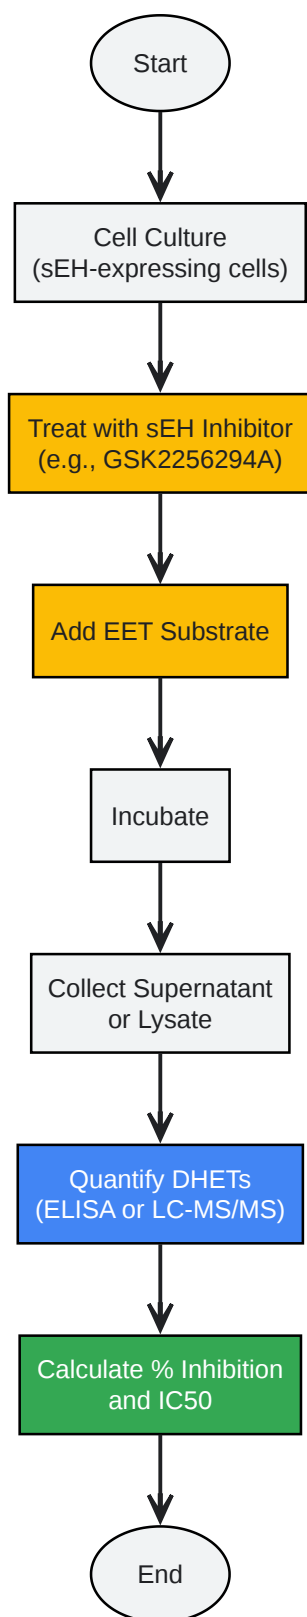 Start
Cell Culture
(sEH-expressing cells)
Treat with sEH Inhibitor
(e.g., GSK2256294A)
Add EET Substrate
Incubate
Collect Supernatant
or Lysate
Quantify DHETs
(ELISA or LC-MS/MS)
Calculate % Inhibition
and IC50
End